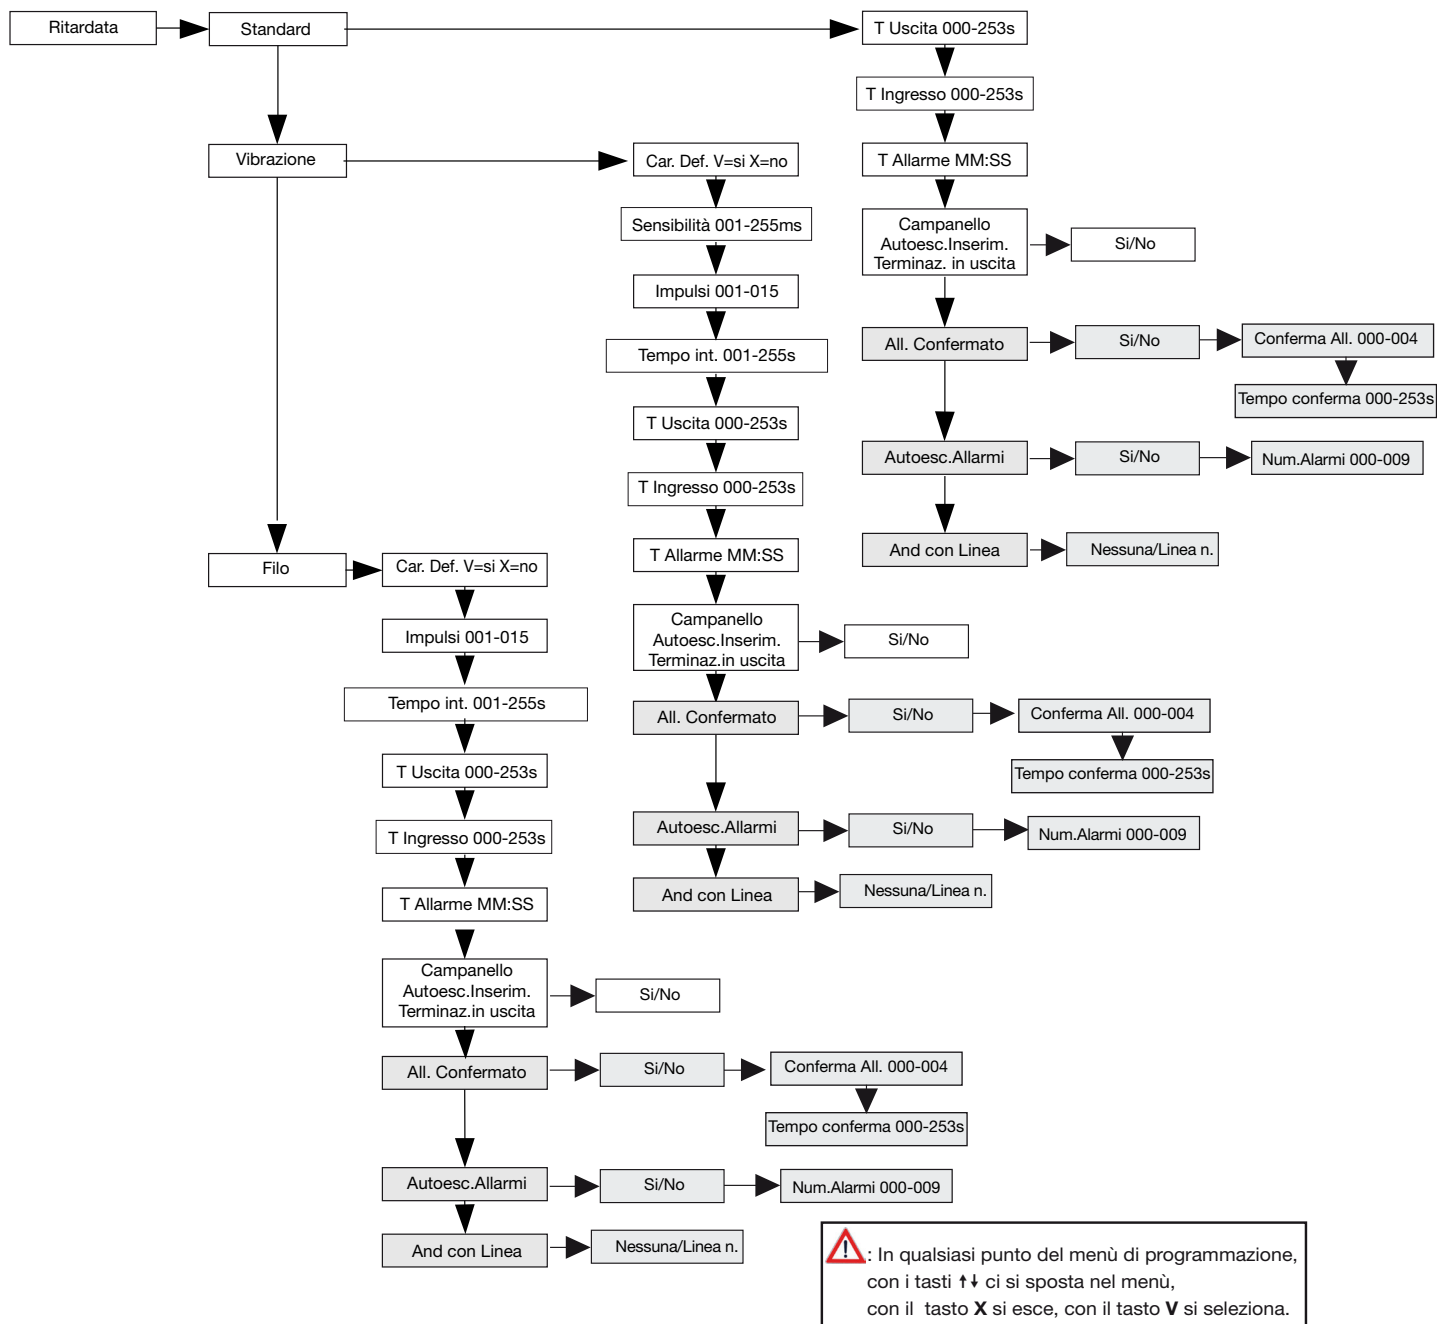 Ritardata
Standard
T Uscita 000-253s
T Ingresso 000-253s
T Allarme MM:SS
Campanello
Autoesc.Inserim.
Terminaz. in uscita
Si/No
All. Confermato
Si/No
Conferma All. 000-004
Tempo conferma 000-253s
Autoesc.Allarmi
Si/No
Num.Alarmi 000-009
And con Linea
Nessuna/Linea n.
Vibrazione
Car. Def. V=si X=no
Sensibilità 001-255ms
Impulsi 001-015
Tempo int. 001-255s
T Uscita 000-253s
T Ingresso 000-253s
T Allarme MM:SS
Campanello
Autoesc.Inserim.
Terminaz.in uscita
Si/No
All. Confermato
Si/No
Conferma All. 000-004
Tempo conferma 000-253s
Autoesc.Allarmi
Si/No
Num.Alarmi 000-009
And con Linea
Nessuna/Linea n.
Filo
Car. Def. V=si X=no
Impulsi 001-015
Tempo int. 001-255s
T Uscita 000-253s
T Ingresso 000-253s
T Allarme MM:SS
Campanello
Autoesc.Inserim.
Terminaz.in uscita
Si/No
All. Confermato
Si/No
Conferma All. 000-004
Tempo conferma 000-253s
Autoesc.Allarmi
Si/No
Num.Alarmi 000-009
And con Linea
Nessuna/Linea n.
: In qualsiasi punto del menù di programmazione,
con i tasti ↑↓ ci si sposta nel menù,
con il tasto X si esce, con il tasto V si seleziona.